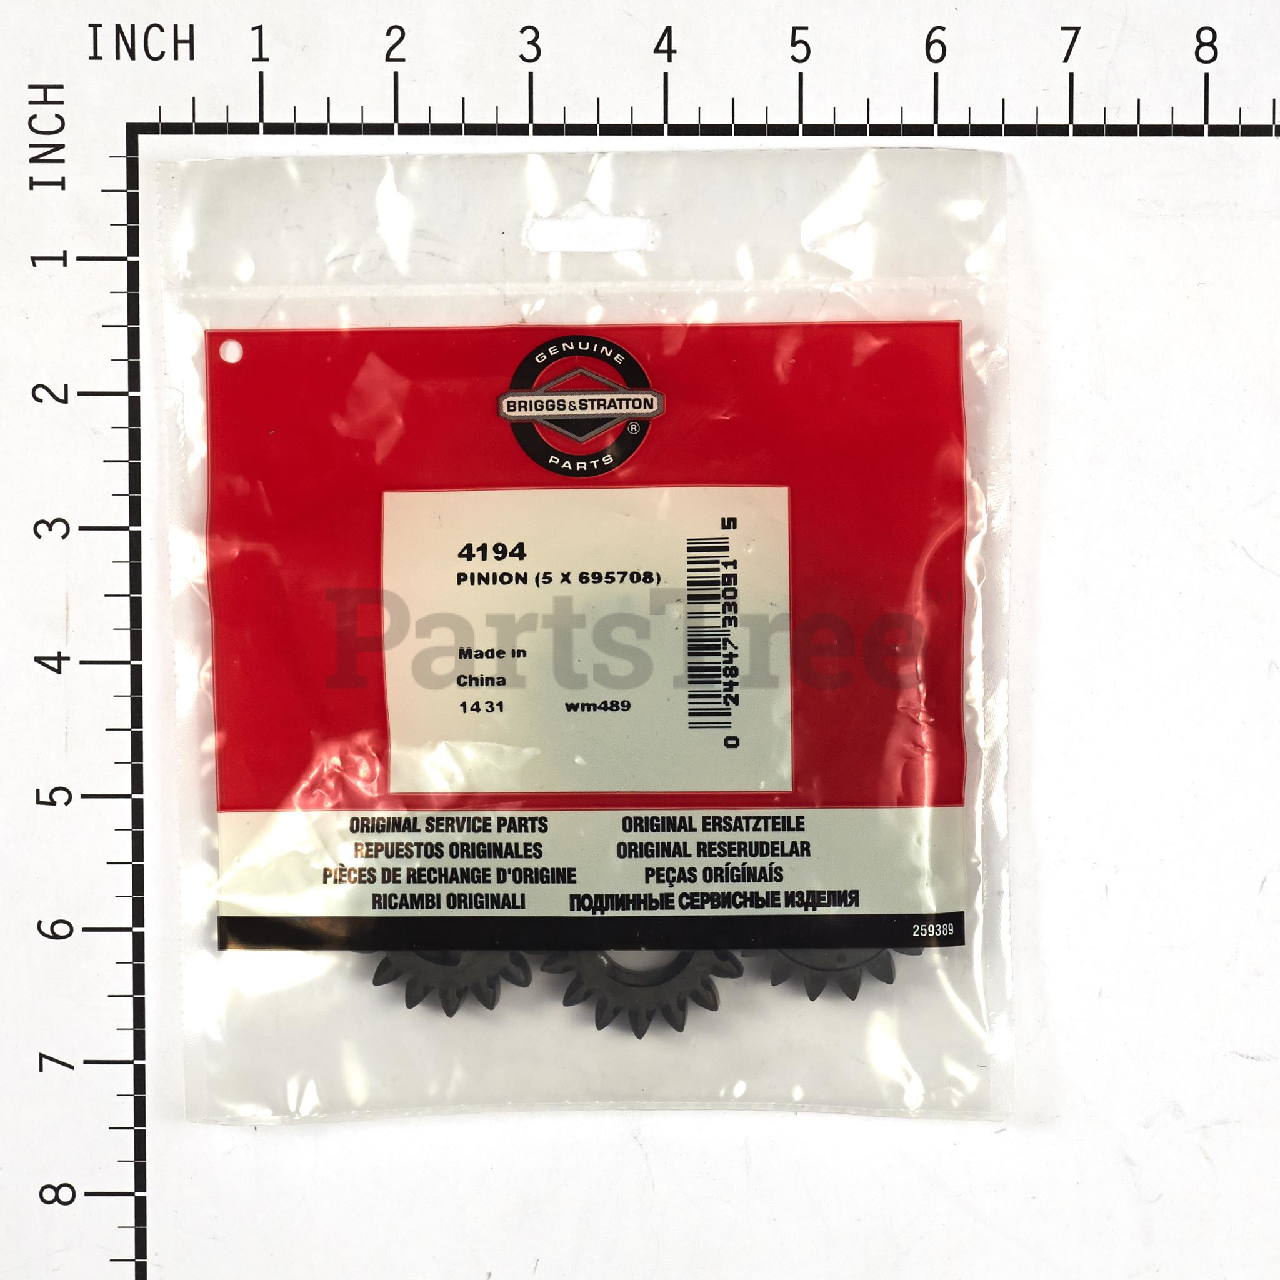 INCH 1 2 3 4 5 6 7 8
INCH
1
2
3
4
5
6
7
8
GENUINE
BRIGGS&STRATTON
®
PARTS
4194
PINION (5 X 695708)
Made in
China
14 31 wm489
0 24847 33091 5
PartsTree
ORIGINAL SERVICE PARTS
REPUESTOS ORIGINALES
PIÈCES DE RECHANGE D'ORIGINE
RICAMBI ORIGINALI
ORIGINAL ERSATZTEILE
ORIGINAL RESERUDELAR
PEÇAS ORÍGÍNAÍS
ПОДЛИННЫЕ СЕРВИСНЫЕ ИЗДЕЛИЯ
259389